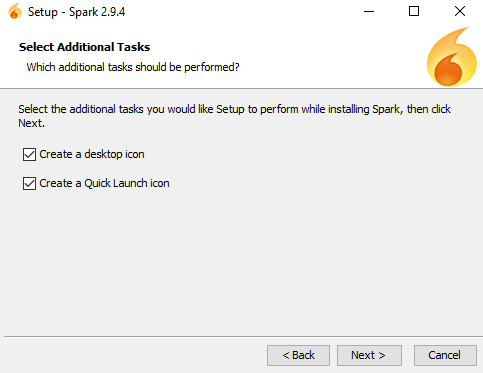 Setup - Spark 2.9.4
Select Additional Tasks
Which additional tasks should be performed?
Select the additional tasks you would like Setup to perform while installing Spark, then click
Next.
Create a desktop icon
Create a Quick Launch icon
< Back Next > Cancel